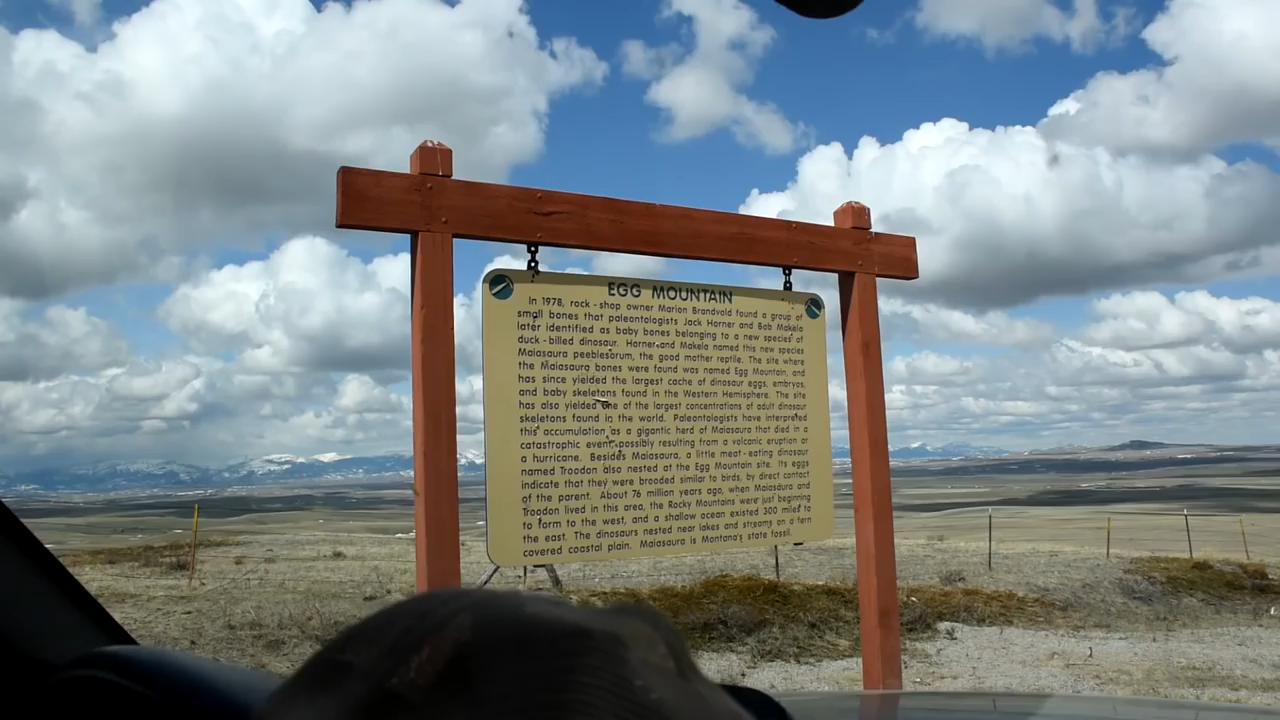 EGG MOUNTAIN
In 1978, rock-shop owner Marion Brandvold found a group of
small bones that paleontologists Jack Horner and Bob Makela
later identified as baby bones belonging to a new species of
duck-billed dinosaur. Horner and Makela named this new species
Maiasaura peeblesorum, the good mother reptile. The site where
the Maiasaura bones were found was named Egg Mountain, and
has since yielded the largest cache of dinosaur eggs, embryos,
and baby skeletons found in the Western Hemisphere. The site
has also yielded one of the largest concentrations of adult dinosaur
skeletons found in the world. Paleontologists have interpreted
this accumulation as a gigantic herd of Maiasaura that died in a
catastrophic event, possibly resulting from a volcanic eruption or
a hurricane. Besides Maiasaura, a little meat-eating dinosaur
named Troodon also nested at the Egg Mountain site. Its eggs
indicate that they were brooded similar to birds, by direct contact
of the parent. About 76 million years ago, when Maiasaura and
Troodon lived in this area, the Rocky Mountains were just beginning
to form to the west, and a shallow ocean existed 300 miles to
the east. The dinosaurs nested near lakes and streams on a fern
covered coastal plain. Maiasaura is Montana's state fossil.